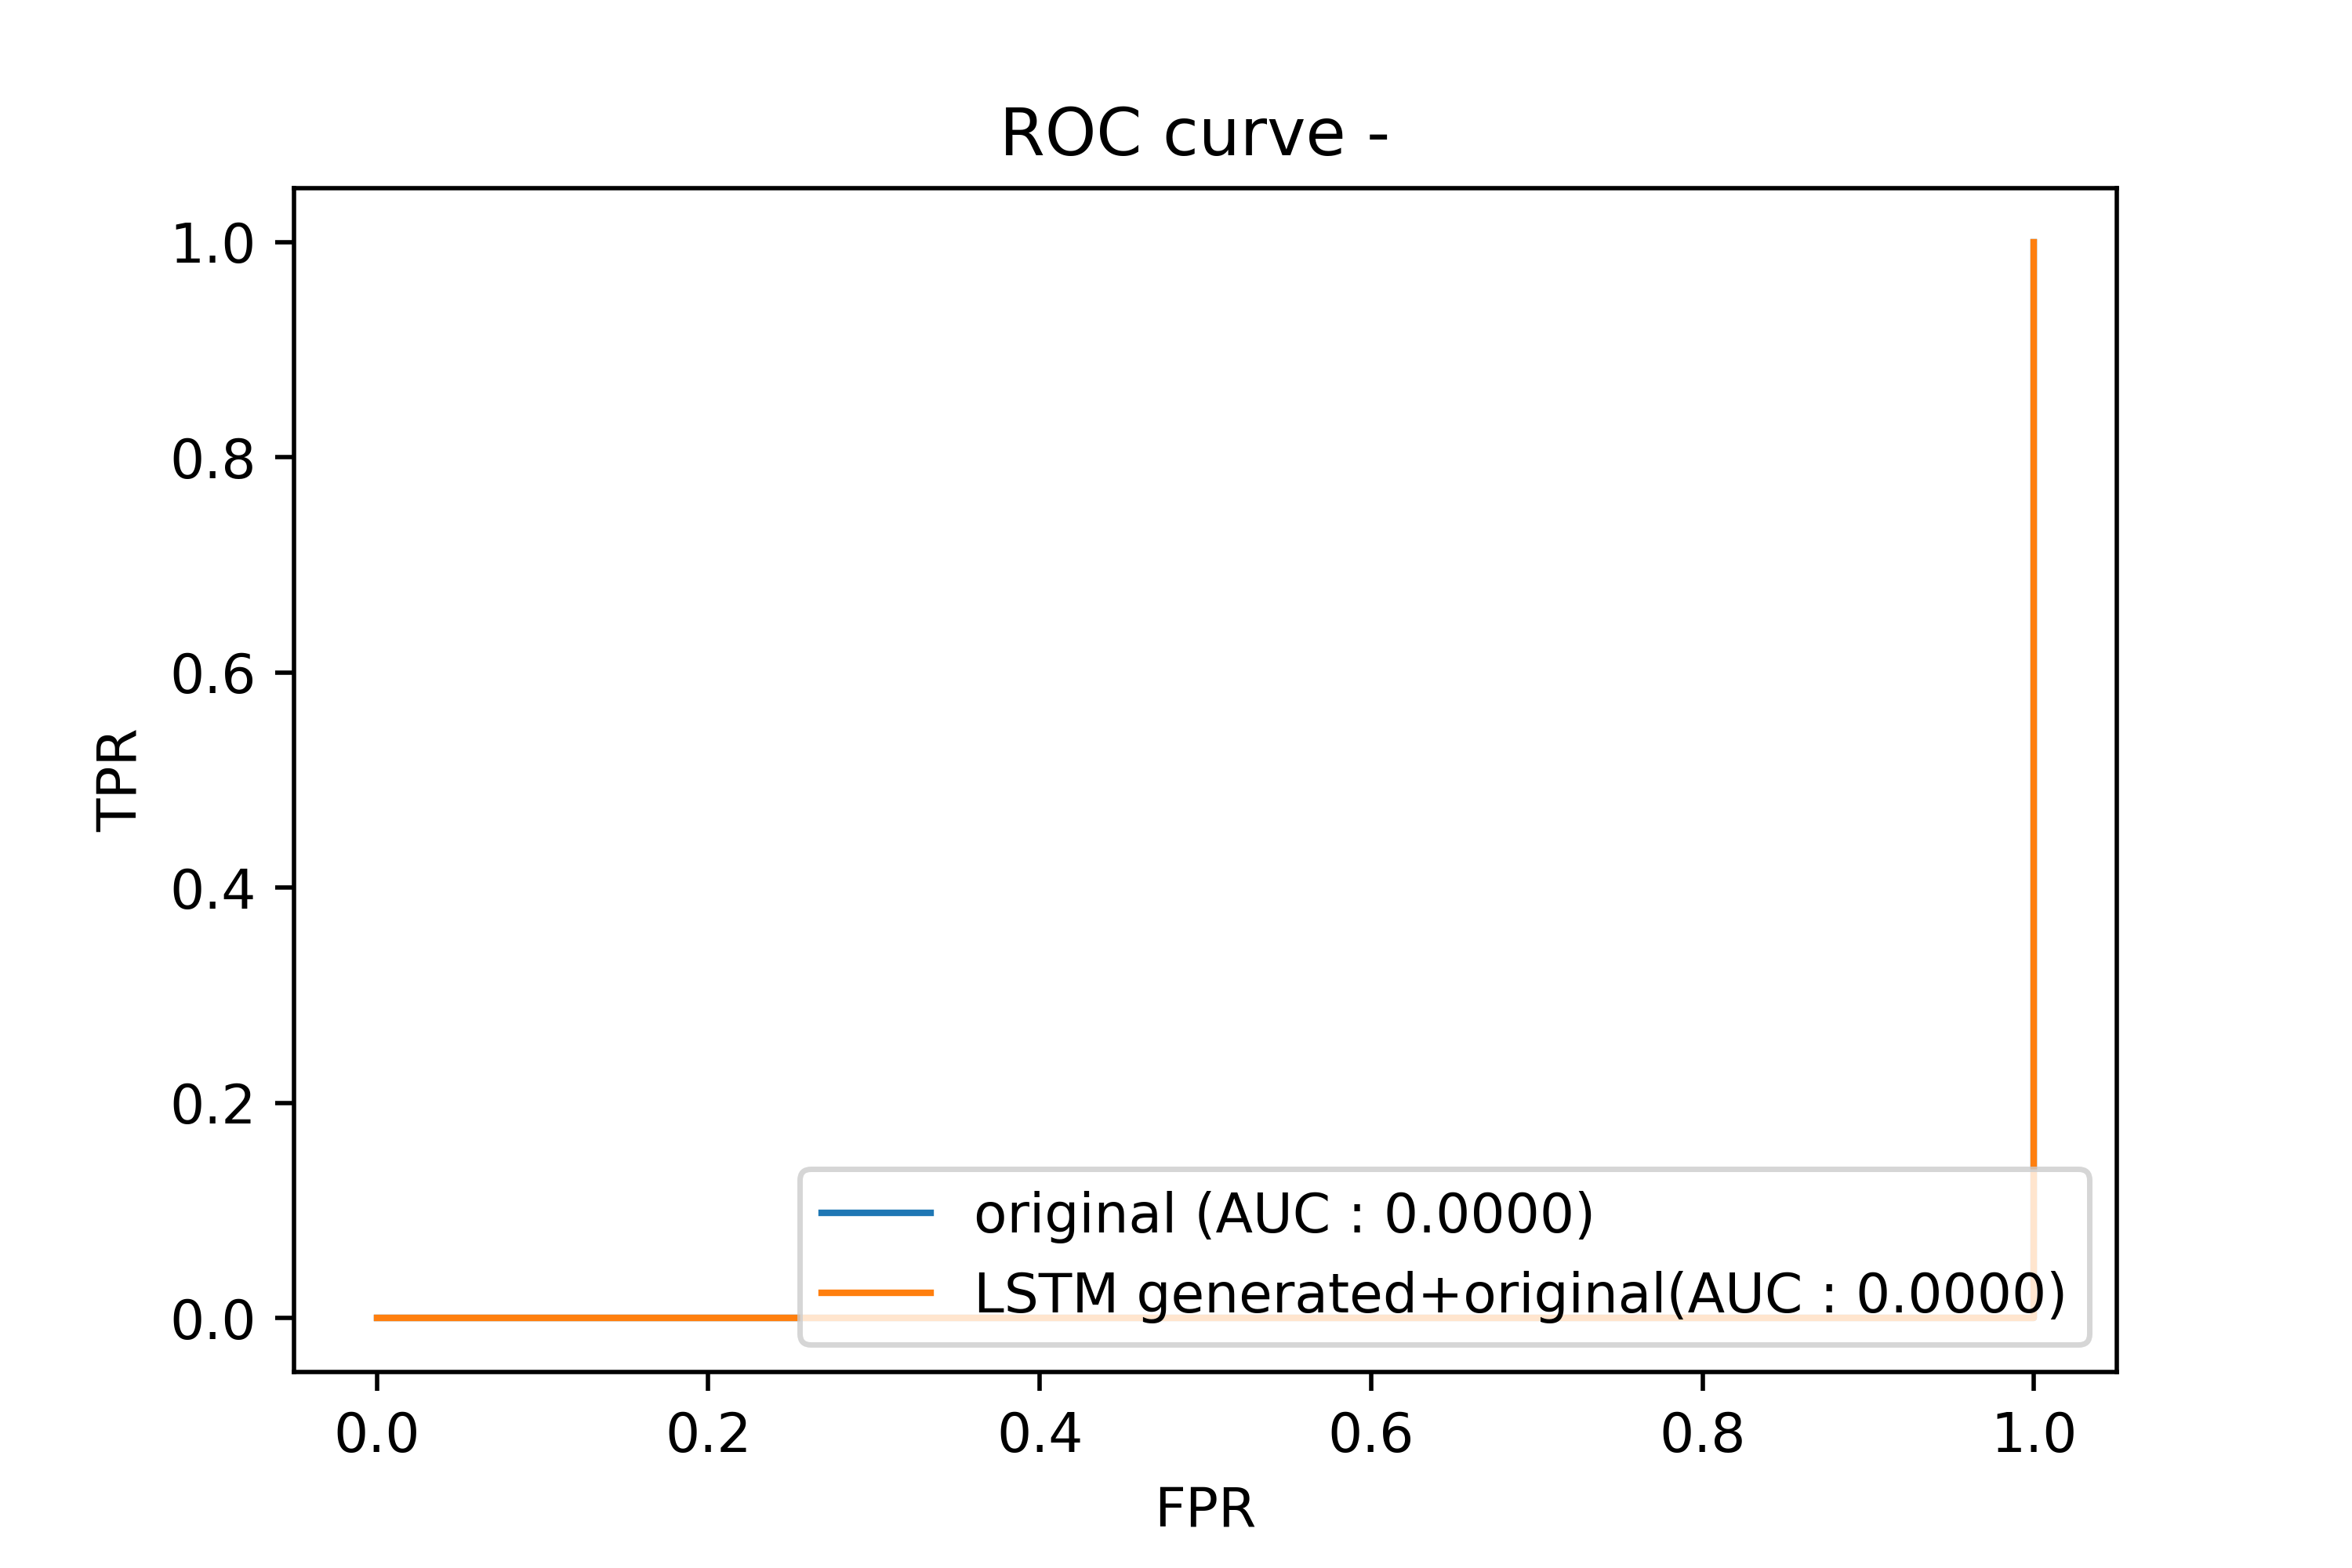 ROC curve -
1.0
0.8
0.6
0.4
0.2
0.0
TPR
original (AUC : 0.0000)
LSTM generated+original(AUC : 0.0000)
0.0 0.2 0.4 0.6 0.8 1.0
FPR